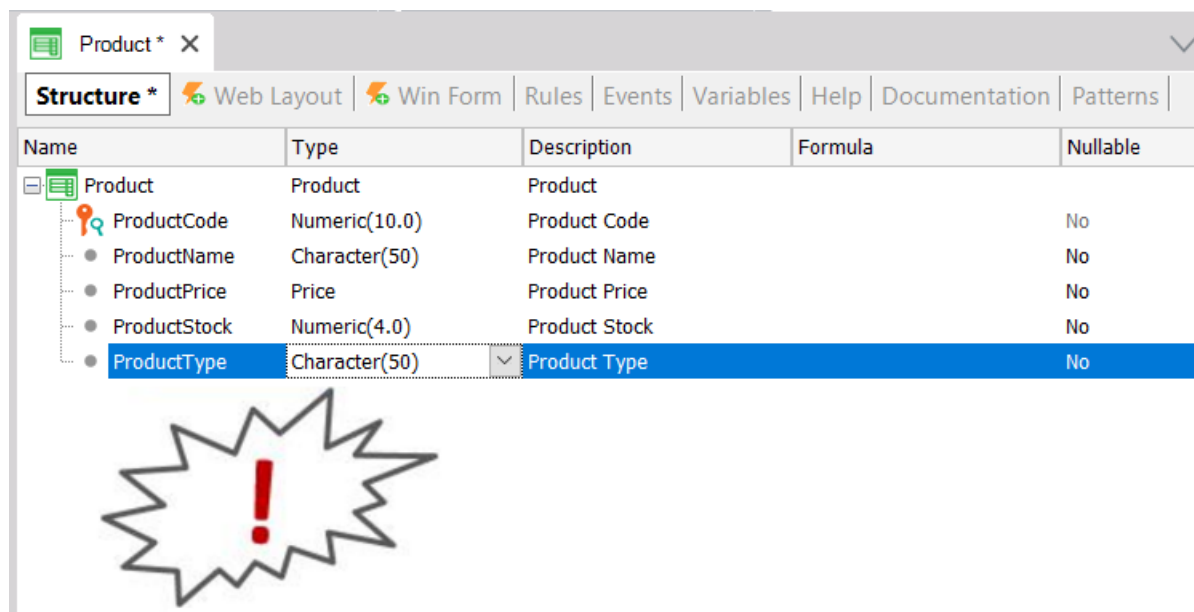 Product *
Structure * Web Layout Win Form Rules Events Variables Help Documentation Patterns
Name Type Description Formula Nullable
Product Product Product
ProductCode Numeric(10.0) Product Code No
ProductName Character(50) Product Name No
ProductPrice Price Product Price No
ProductStock Numeric(4.0) Product Stock No
ProductType Character(50) Product Type No
!